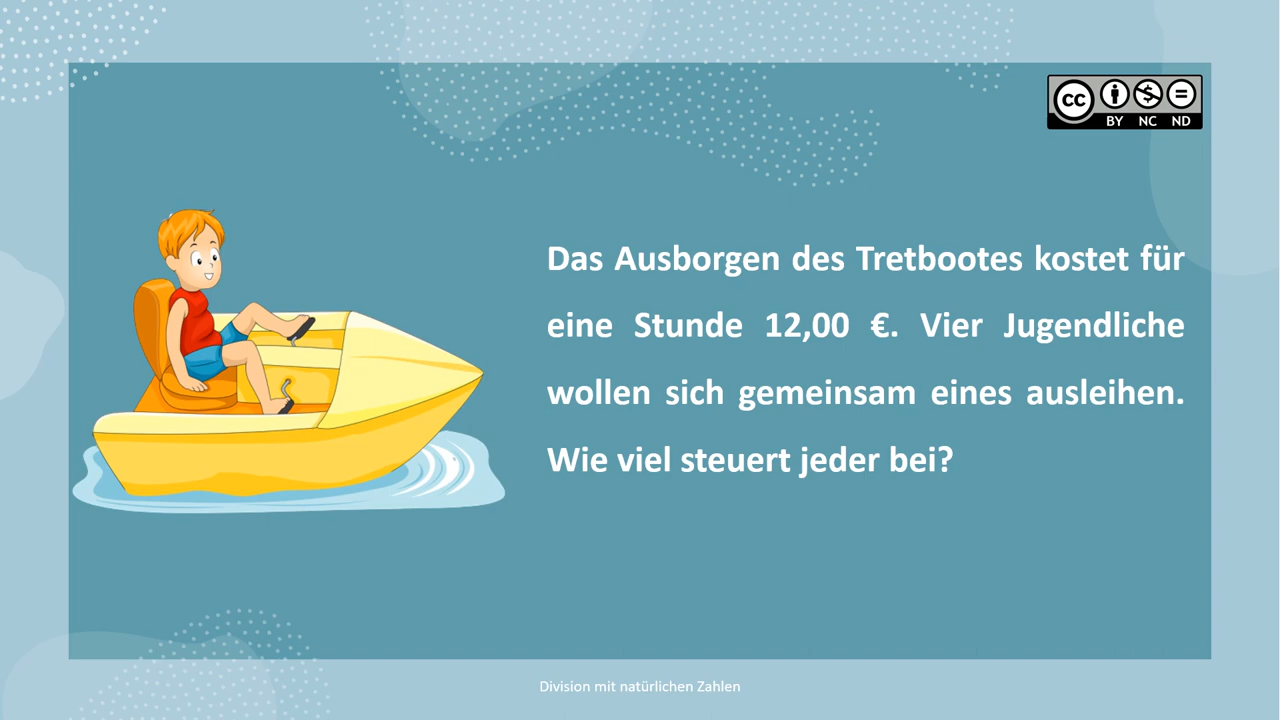 CC BY NC ND
Das Ausborgen des Tretbootes kostet für
eine Stunde 12,00 €. Vier Jugendliche
wollen sich gemeinsam eines ausleihen.
Wie viel steuert jeder bei?
Division mit natürlichen Zahlen